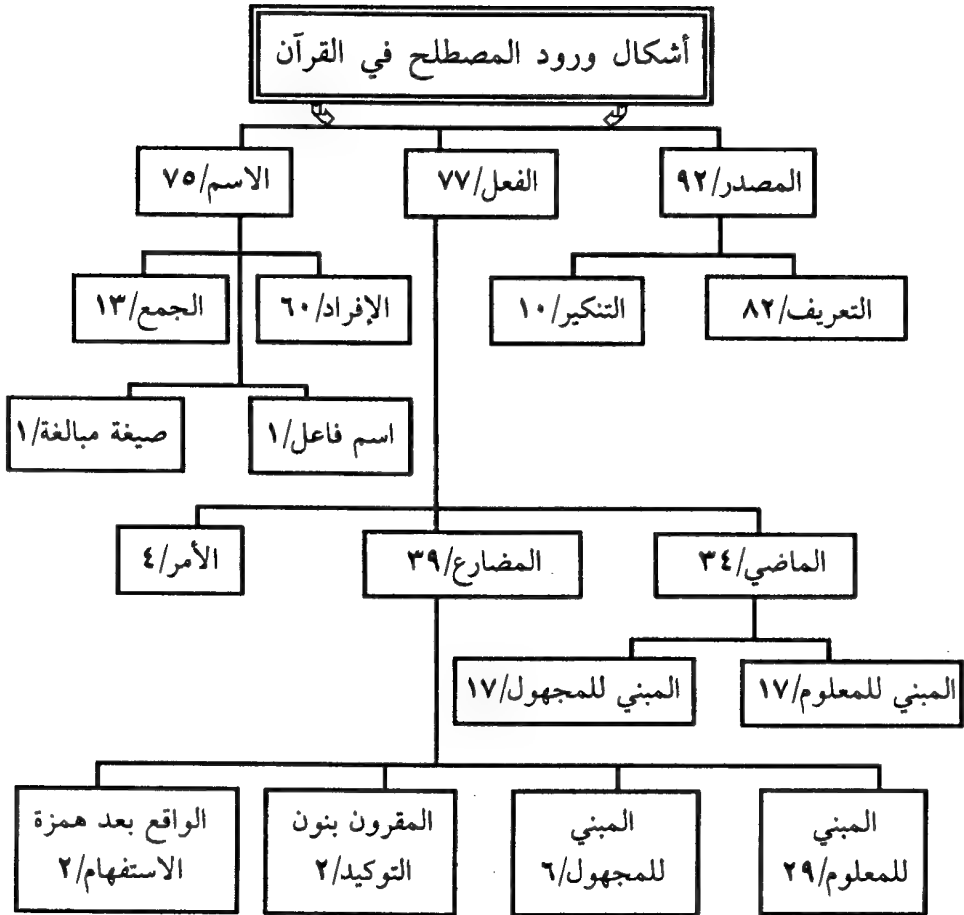 أشكال ورود المصطلح في القرآن
المصدر/٩٢
الفعل/٧٧
الاسم/٧٥
التعريف/٨٢
التنكير/١٠
الإفراد/٦٠
الجمع/١٣
اسم فاعل/١
صيغة مبالغة/١
الماضي/٣٤
المضارع/٣٩
الأمر/٤
المبني للمعلوم/١٧
المبني للمجهول/١٧
المبني
للمعلوم/٢٩
المبني
للمجهول/٦
المقرون بنون
التوكيد/٢
الواقع بعد همزة
الاستفهام/٢